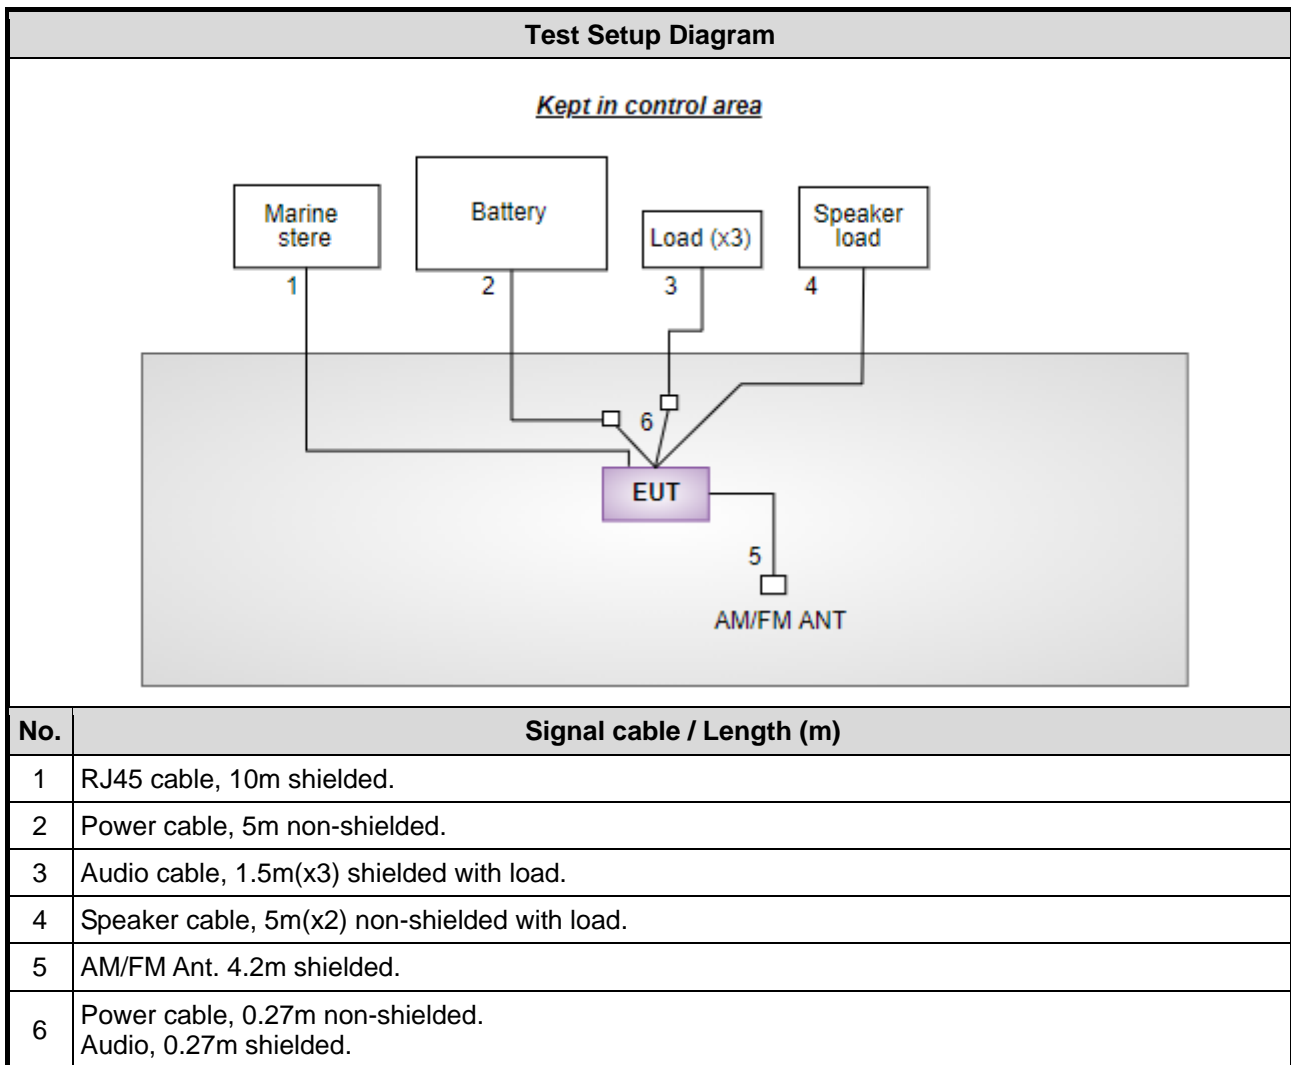 Test Setup Diagram
Kept in control area
Marine
stere
Battery
Load (x3)
Speaker
load
1
2
3
4
6
EUT
5
AM/FM ANT
No. Signal cable / Length (m)
1 RJ45 cable, 10m shielded.
2 Power cable, 5m non-shielded.
3 Audio cable, 1.5m(x3) shielded with load.
4 Speaker cable, 5m(x2) non-shielded with load.
5 AM/FM Ant. 4.2m shielded.
6 Power cable, 0.27m non-shielded.
Audio, 0.27m shielded.